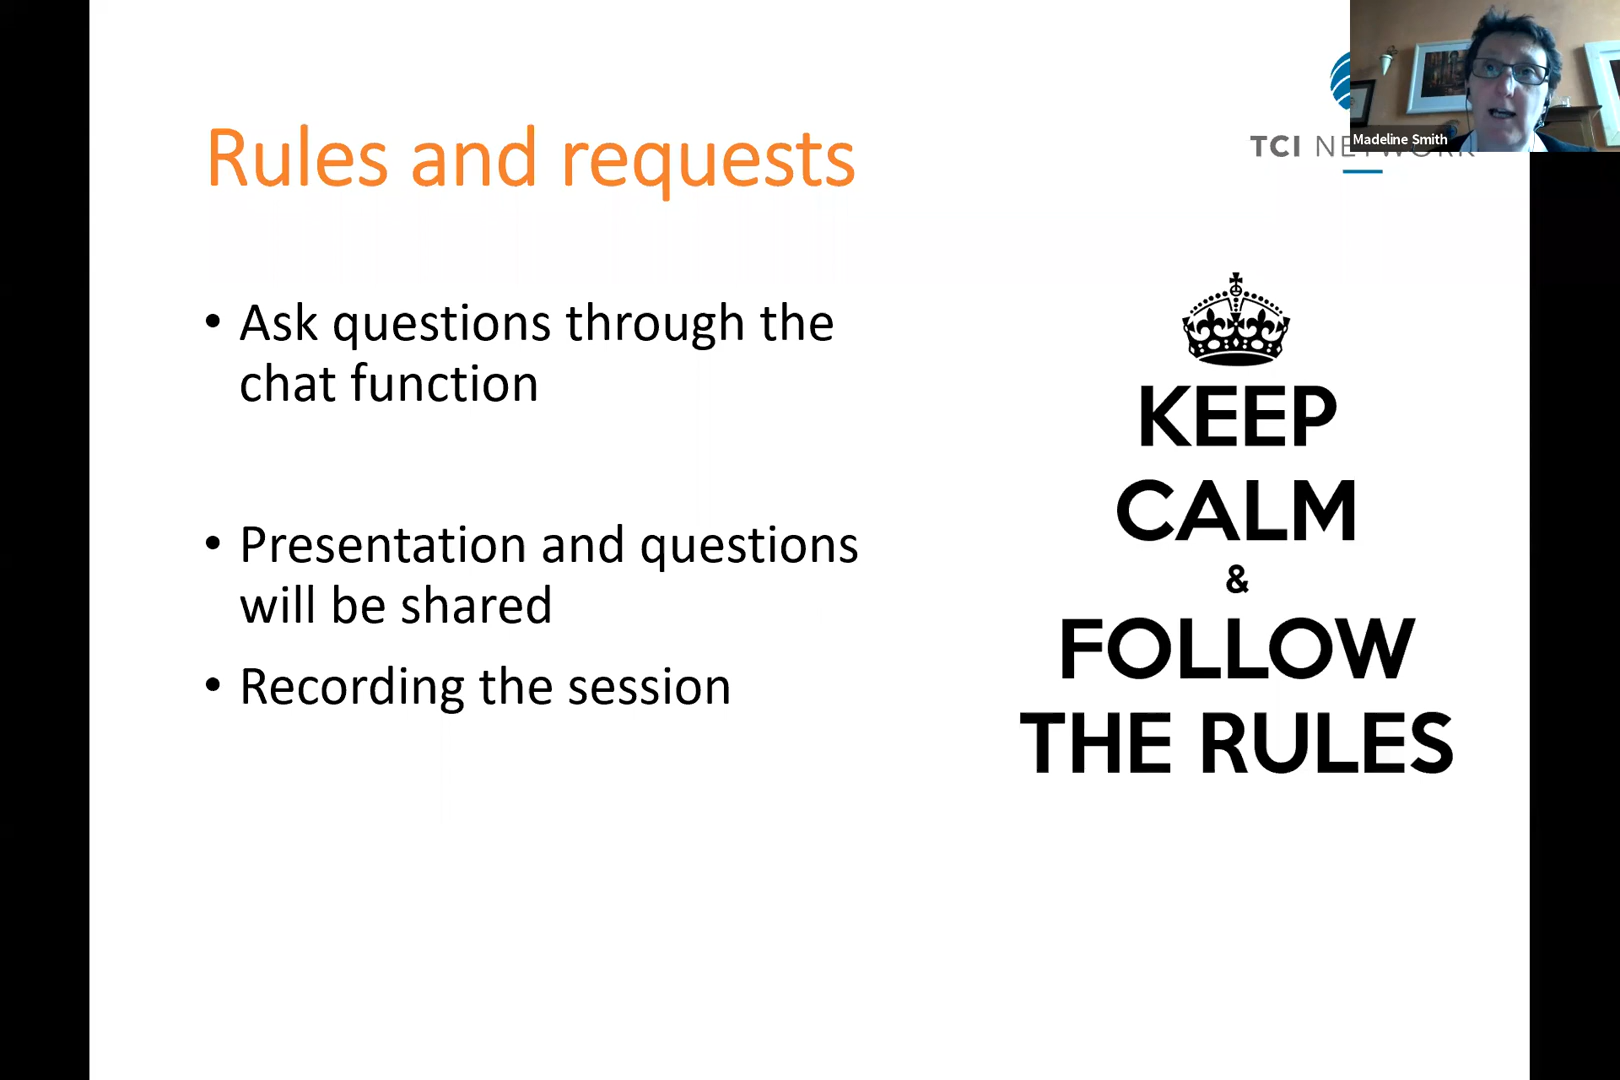 Rules and requests
TCI NETWORK
Madeline Smith
• Ask questions through the
chat function
• Presentation and questions
will be shared
• Recording the session
KEEP
CALM
&
FOLLOW
THE RULES